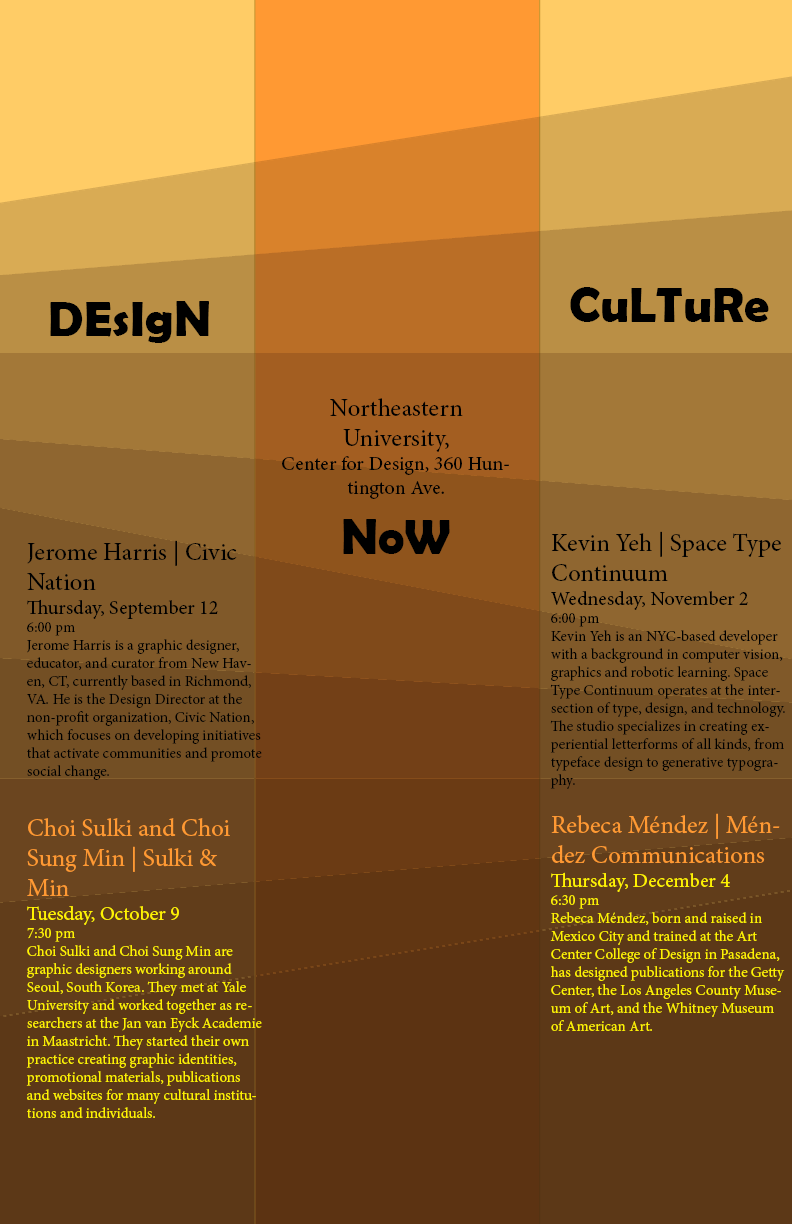 DEsIgN
CuLTuRe
Northeastern
University,
Center for Design, 360 Hun-
tington Ave.
NoW
Jerome Harris | Civic
Nation
Thursday, September 12
6:00 pm
Jerome Harris is a graphic designer,
educator, and curator from New Hav-
en, CT, currently based in Richmond,
VA. He is the Design Director at the
non-profit organization, Civic Nation,
which focuses on developing initiatives
that activate communities and promote
social change.
Choi Sulki and Choi
Sung Min | Sulki &
Min
Tuesday, October 9
7:30 pm
Choi Sulki and Choi Sung Min are
graphic designers working around
Seoul, South Korea. They met at Yale
University and worked together as re-
searchers at the Jan van Eyck Academie
in Maastricht. They started their own
practice creating graphic identities,
promotional materials, publications
and websites for many cultural institu-
tions and individuals.
Kevin Yeh | Space Type
Continuum
Wednesday, November 2
6:00 pm
Kevin Yeh is an NYC-based developer
with a background in computer vision,
graphics and robotic learning. Space
Type Continuum operates at the inter-
section of type, design, and technology.
The studio specializes in creating ex-
periential letterforms of all kinds, from
typeface design to generative typogra-
phy.
Rebeca Méndez | Mén-
dez Communications
Thursday, December 4
6:30 pm
Rebeca Méndez, born and raised in
Mexico City and trained at the Art
Center College of Design in Pasadena,
has designed publications for the Getty
Center, the Los Angeles County Muse-
um of Art, and the Whitney Museum
of American Art.